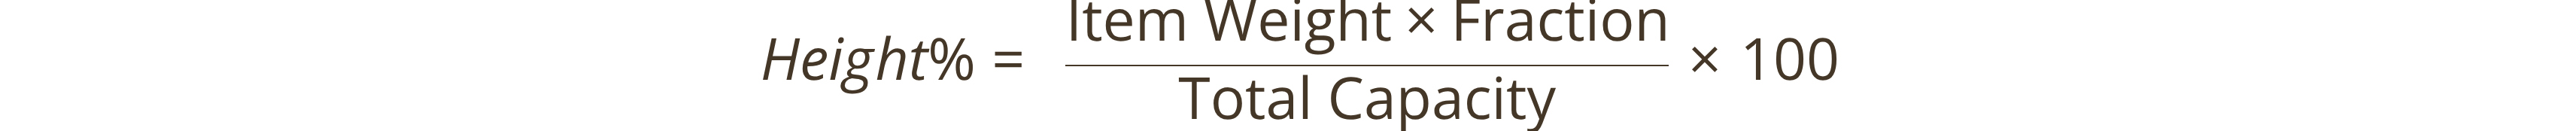 Height% = Item Weight × Fraction / Total Capacity × 100